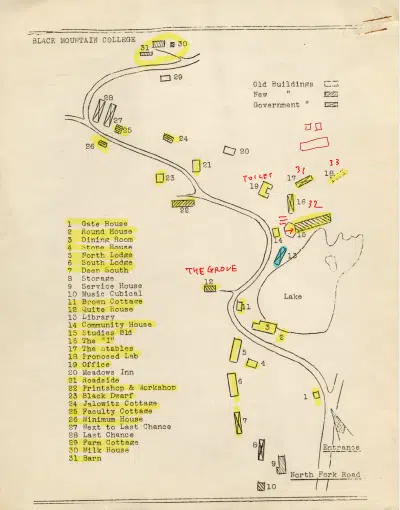 BLACK MOUNTAIN COLLEGE
31
30
29
Old Buildings
New "
Government "
28
27
25
26
24
20
21
23
22
TOILET
19
31
17
33
18
16
32
14
15
13
THE GROVE
12
Lake
11
3
2
5
4
6
7
1
8
9
10
Entrance
North Fork Road
1 Gate House
2 Round House
3 Dining Room
4 Stone House
5 North Lodge
6 South Lodge
7 Deep South
8 Storage
9 Service House
10 Music Cubical
11 Brown Cottage
12 Quite House
13 Library
14 Community House
15 Studies Bld
16 The "I"
17 The Stables
18 Proposed Lab
19 Office
20 Meadows Inn
21 Roadside
22 Printshop & Workshop
23 Black Dwarf
24 Jalowitz Cottage
25 Faculty Cottage
26 Minimum House
27 Next to Last Chance
28 Last Chance
29 Farm Cottage
30 Milk House
31 Barn